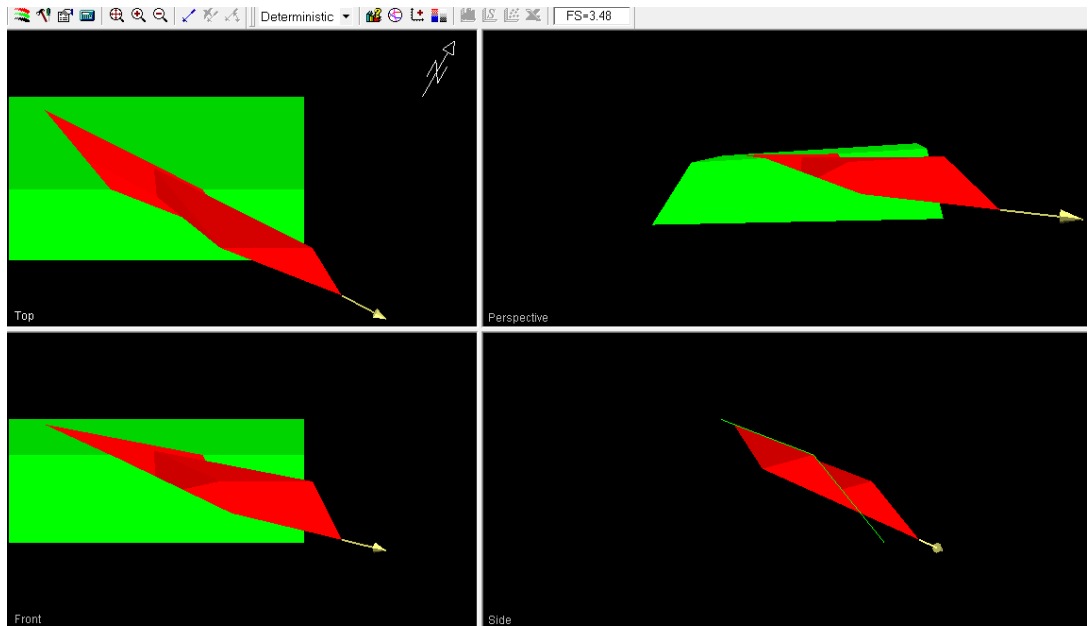 Deterministic FS=3.48
N
Top
Perspective
Front
Side